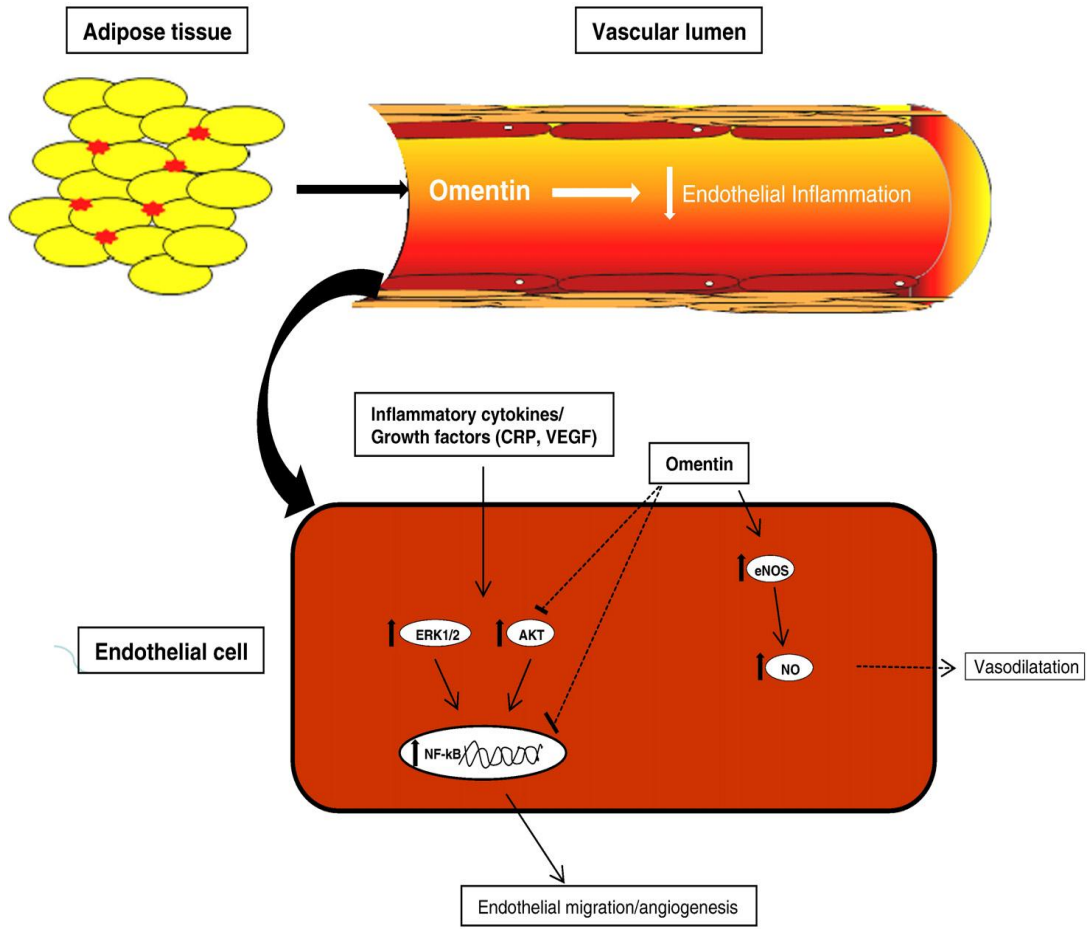 Adipose tissue
Vascular lumen
Omentin
Endothelial Inflammation
Inflammatory cytokines/
Growth factors (CRP, VEGF)
Omentin
eNOS
ERK1/2
AKT
Endothelial cell
NO
Vasodilatation
NF-kB
Endothelial migration/angiogenesis